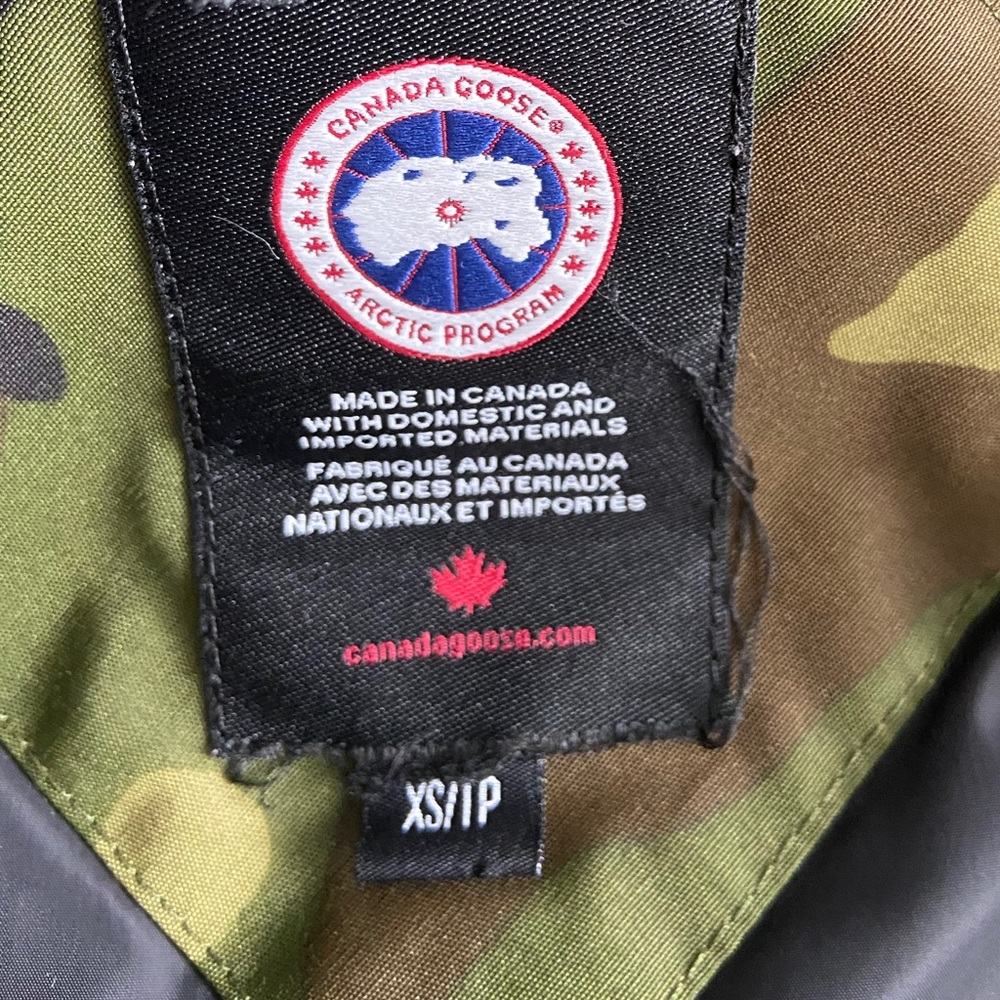 CANADA GOOSE®
ARCTIC PROGRAM
MADE IN CANADA
WITH DOMESTIC AND
IMPORTED MATERIALS
FABRIQUÉ AU CANADA
AVEC DES MATERIAUX
NATIONAUX ET IMPORTÉS
canadagoose.com
XS/TP